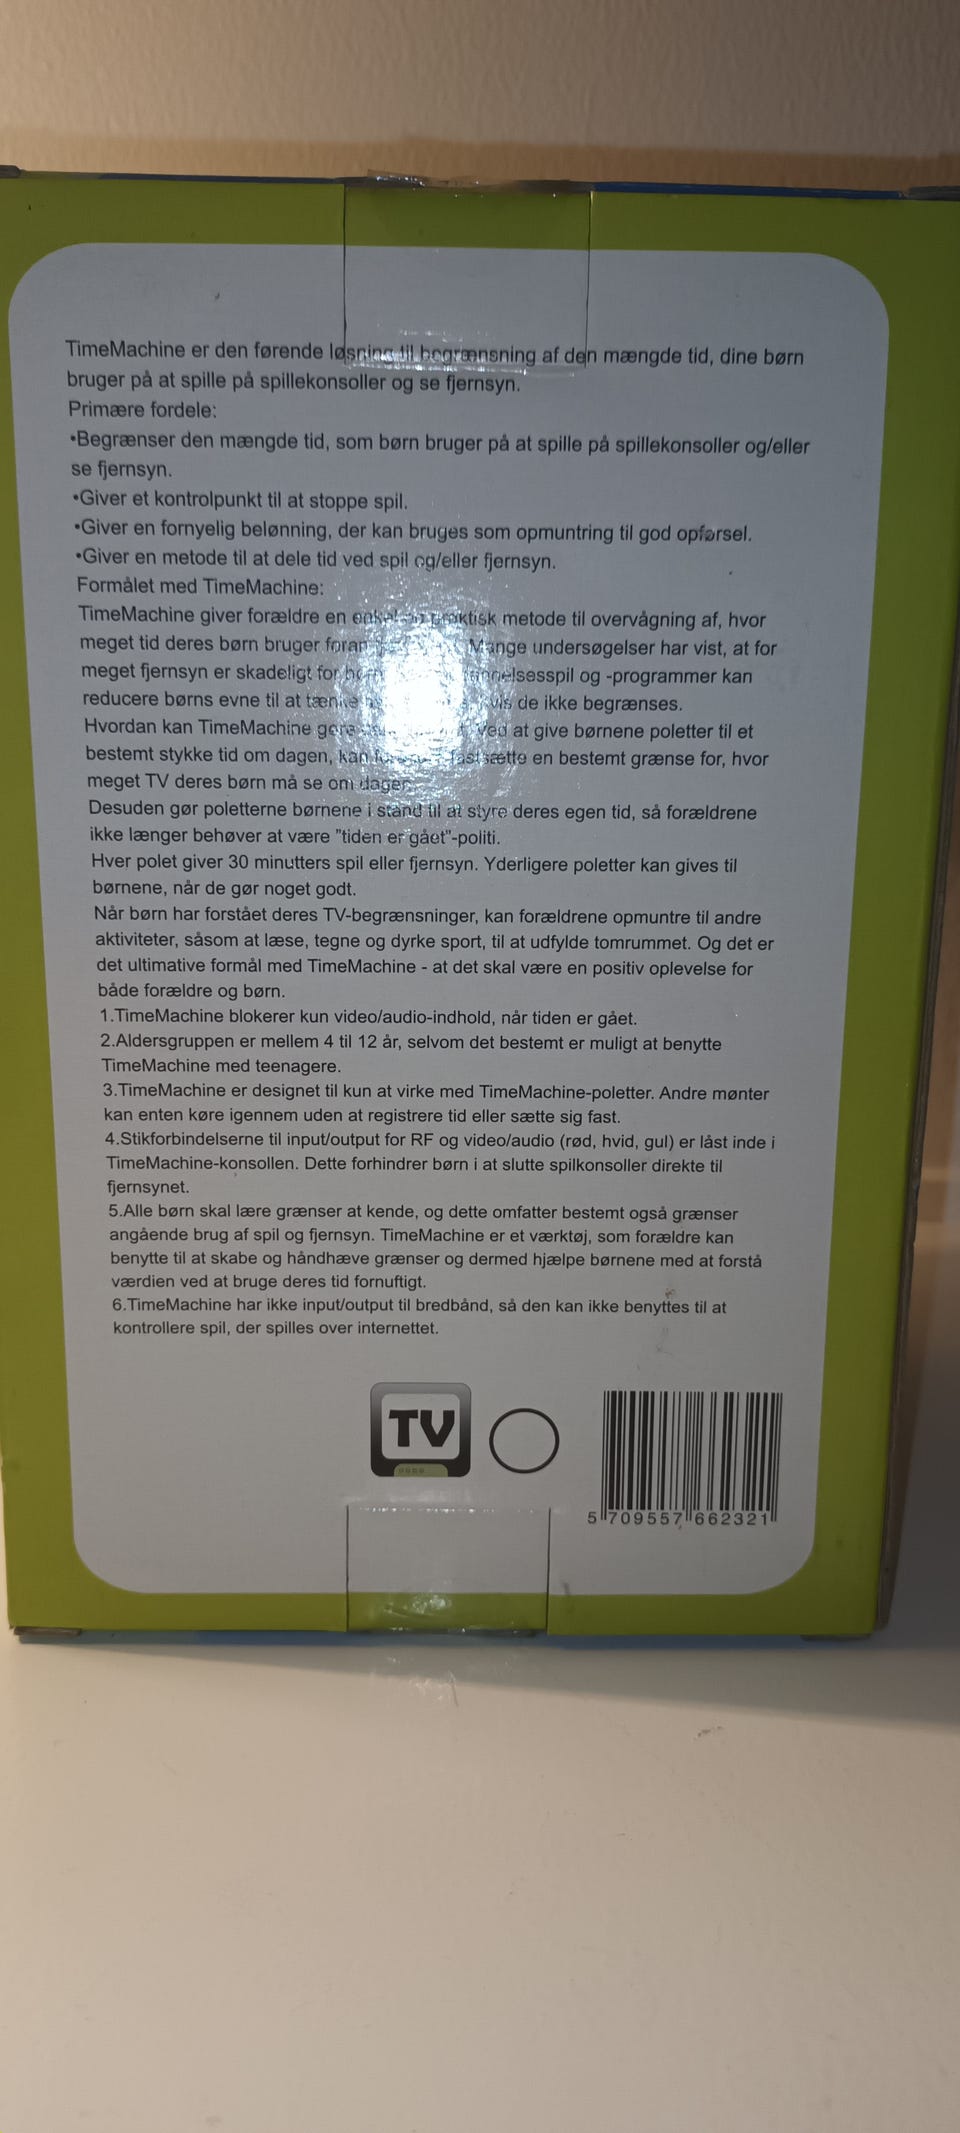 TimeMachine er den førende løsning til begrænsning af den mængde tid, dine børn
bruger på at spille på spillekonsoller og se fjernsyn.
Primære fordele:
•Begrænser den mængde tid, som børn bruger på at spille på spillekonsoller og/eller
se fjernsyn.
•Giver et kontrolpunkt til at stoppe spil.
•Giver en fornyelig belønning, der kan bruges som opmuntring til god opførsel.
•Giver en metode til at dele tid ved spil og/eller fjernsyn.
Formålet med TimeMachine:
TimeMachine giver forældre en enkel og praktisk metode til overvågning af, hvor
meget tid deres børn bruger foran Mange undersøgelser har vist, at for
meget fjernsyn er skadeligt for og -programmer kan
reducere børns evne til at tænke de ikke begrænses.
Hvordan kan TimeMachine gøre Ved at give børnene poletter til et
bestemt stykke tid om dagen, kan fastsætte en bestemt grænse for, hvor
meget TV deres børn må se om dagen.
Desuden gør poletterne børnene i stand til at styre deres egen tid, så forældrene
ikke længer behøver at være "tiden er gået"-politi.
Hver polet giver 30 minutters spil eller fjernsyn. Yderligere poletter kan gives til
børnene, når de gør noget godt.
Når børn har forstået deres TV-begrænsninger, kan forældrene opmuntre til andre
aktiviteter, såsom at læse, tegne og dyrke sport, til at udfylde tomrummet. Og det er
det ultimative formål med TimeMachine - at det skal være en positiv oplevelse for
både forældre og børn.
1.TimeMachine blokerer kun video/audio-indhold, når tiden er gået.
2.Aldersgruppen er mellem 4 til 12 år, selvom det bestemt er muligt at benytte
TimeMachine med teenagere.
3.TimeMachine er designet til kun at virke med TimeMachine-poletter. Andre mønter
kan enten køre igennem uden at registrere tid eller sætte sig fast.
4.Stikforbindelserne til input/output for RF og video/audio (rød, hvid, gul) er låst inde i
TimeMachine-konsollen. Dette forhindrer børn i at slutte spilkonsoller direkte til
fjernsynet.
5.Alle børn skal lære grænser at kende, og dette omfatter bestemt også grænser
angående brug af spil og fjernsyn. TimeMachine er et værktøj, som forældre kan
benytte til at skabe og håndhæve grænser og dermed hjælpe børnene med at forstå
værdien ved at bruge deres tid fornuftigt.
6.TimeMachine har ikke input/output til bredbånd, så den kan ikke benyttes til at
kontrollere spil, der spilles over internettet.
TV
5 709557 662321